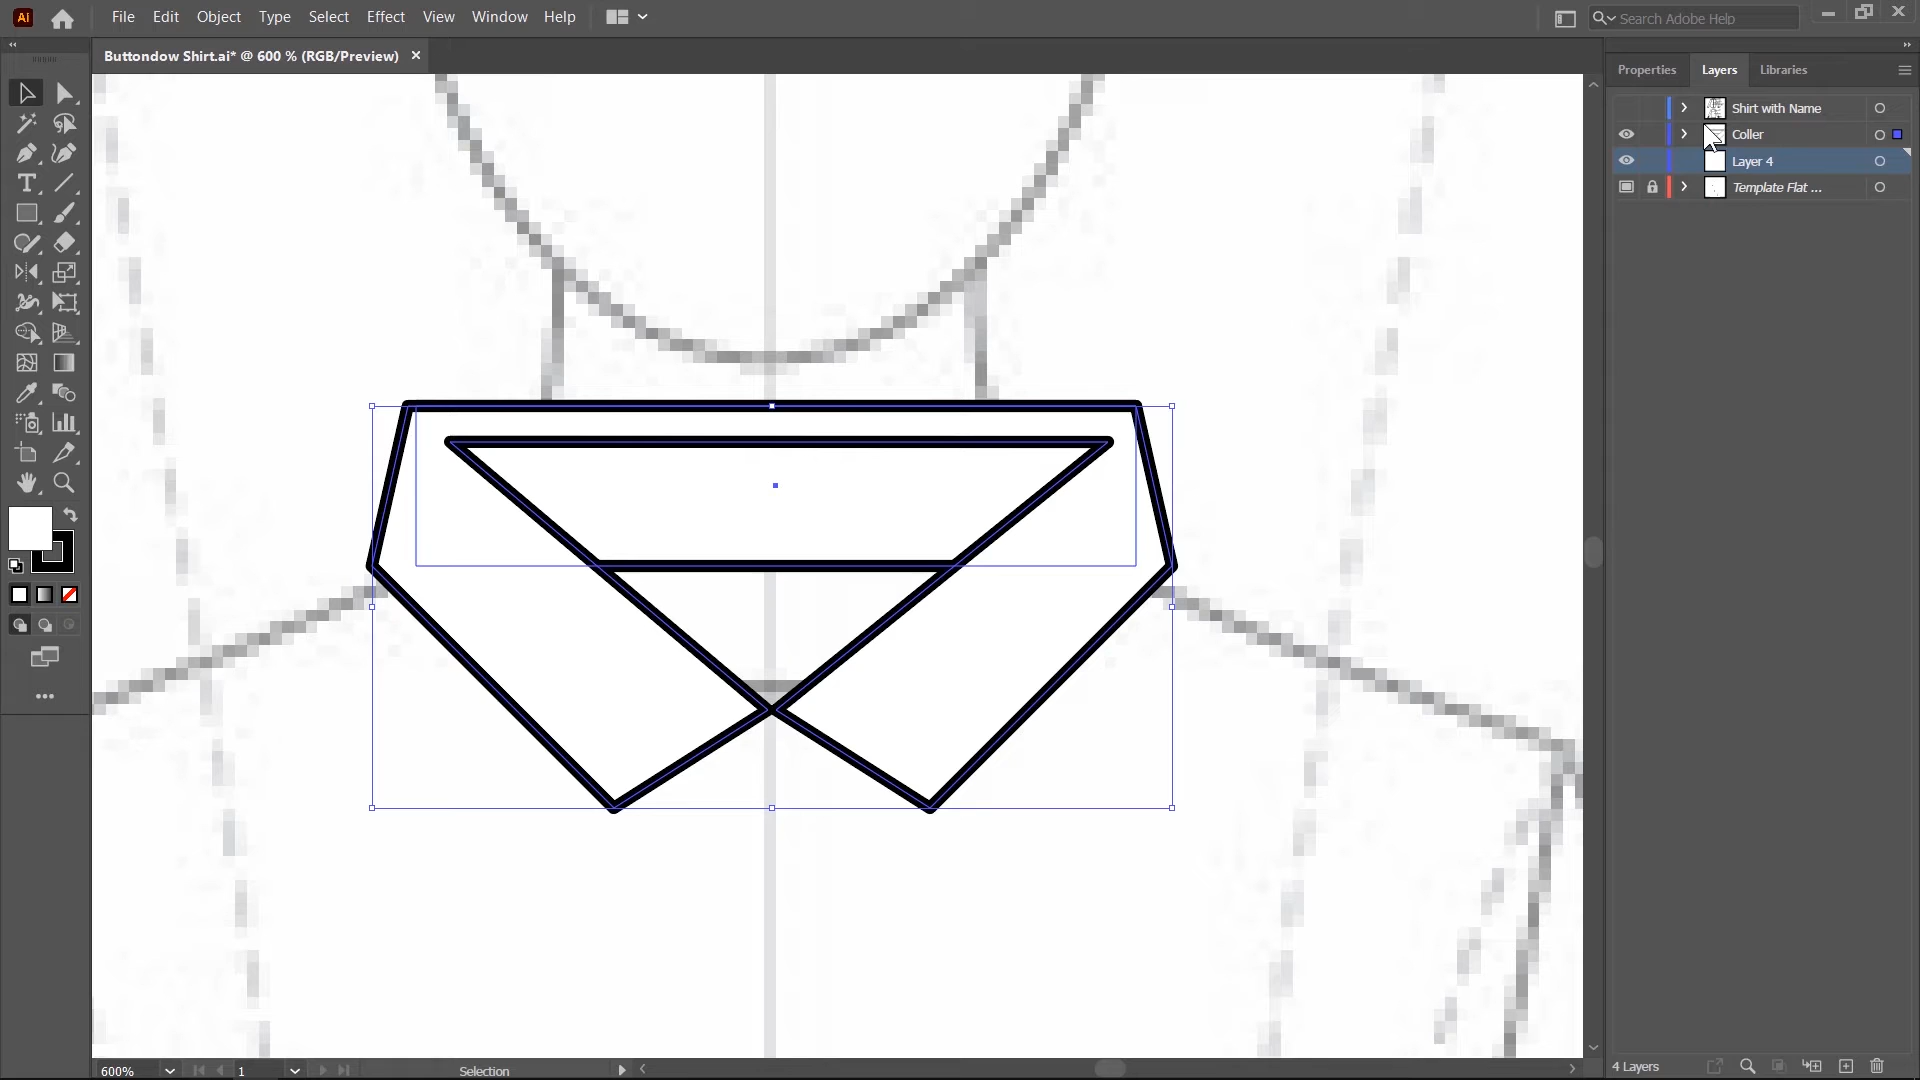 Ai File Edit Object Type Select Effect View Window Help Search Adobe Help
Buttondow Shirt.ai* @ 600 % (RGB/Preview)
Properties Layers Libraries
Shirt with Name
Coller
Layer 4
Template Flat ...
600% 1 Selection 4 Layers